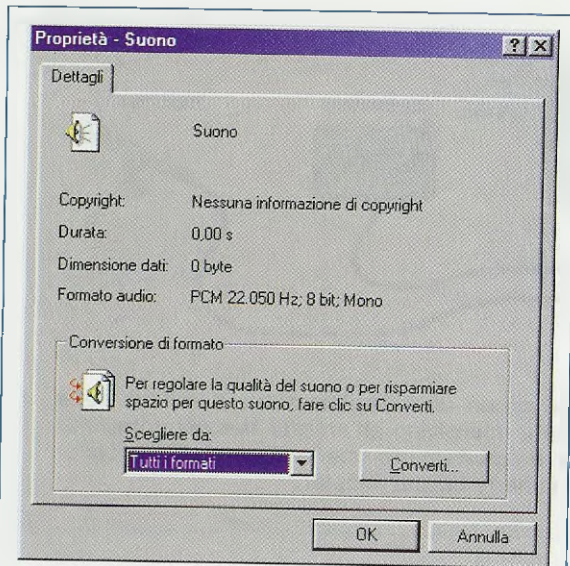 Proprietà - Suono
Dettagli
Suono
Copyright: Nessuna informazione di copyright
Durata: 0,00 s
Dimensione dati: 0 byte
Formato audio: PCM 22.050 Hz; 8 bit; Mono
Conversione di formato
Per regolare la qualità del suono o per risparmiare
spazio per questo suono, fare clic su Converti.
Scegliere da:
Tutti i formati
Converti...
OK Annulla